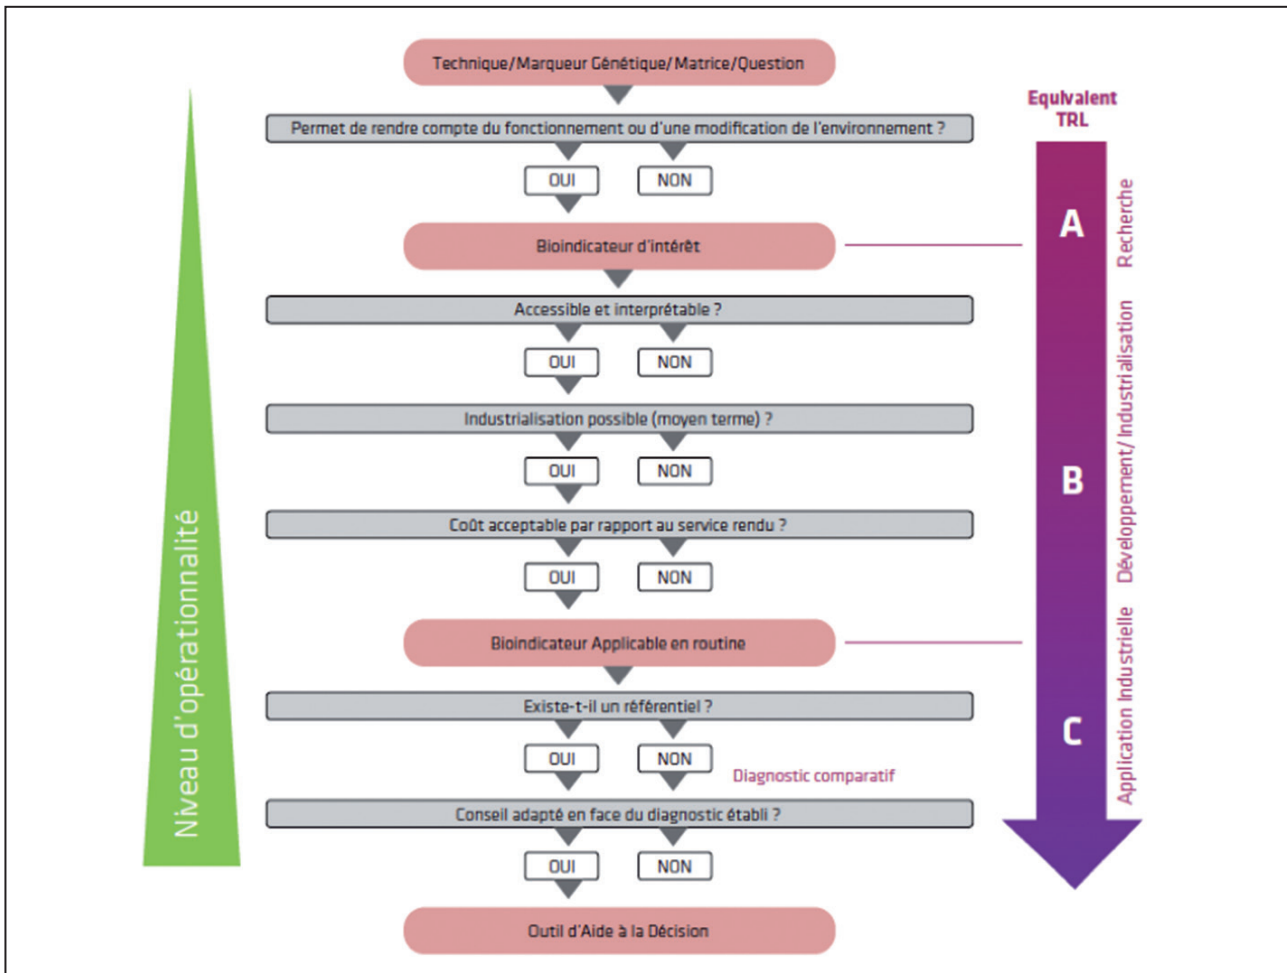 Technique/Marqueur Génétique/Matrice/Question
Equivalent
TRL
Permet de rendre compte du fonctionnement ou d'une modification de l'environnement ?
OUI
NON
A
Recherche
Bioindicateur d'intérêt
Accessible et interprétable ?
OUI
NON
Industrialisation possible (moyen terme) ?
OUI
NON
B
Développement/Industrialisation
Coût acceptable par rapport au service rendu ?
OUI
NON
Bioindicateur Applicable en routine
Existe-t-il un référentiel ?
OUI
NON
C
Application Industrielle
Diagnostic comparatif
Conseil adapté en face du diagnostic établi ?
OUI
NON
Outil d'Aide à la Décision
Niveau d'opérationnalité